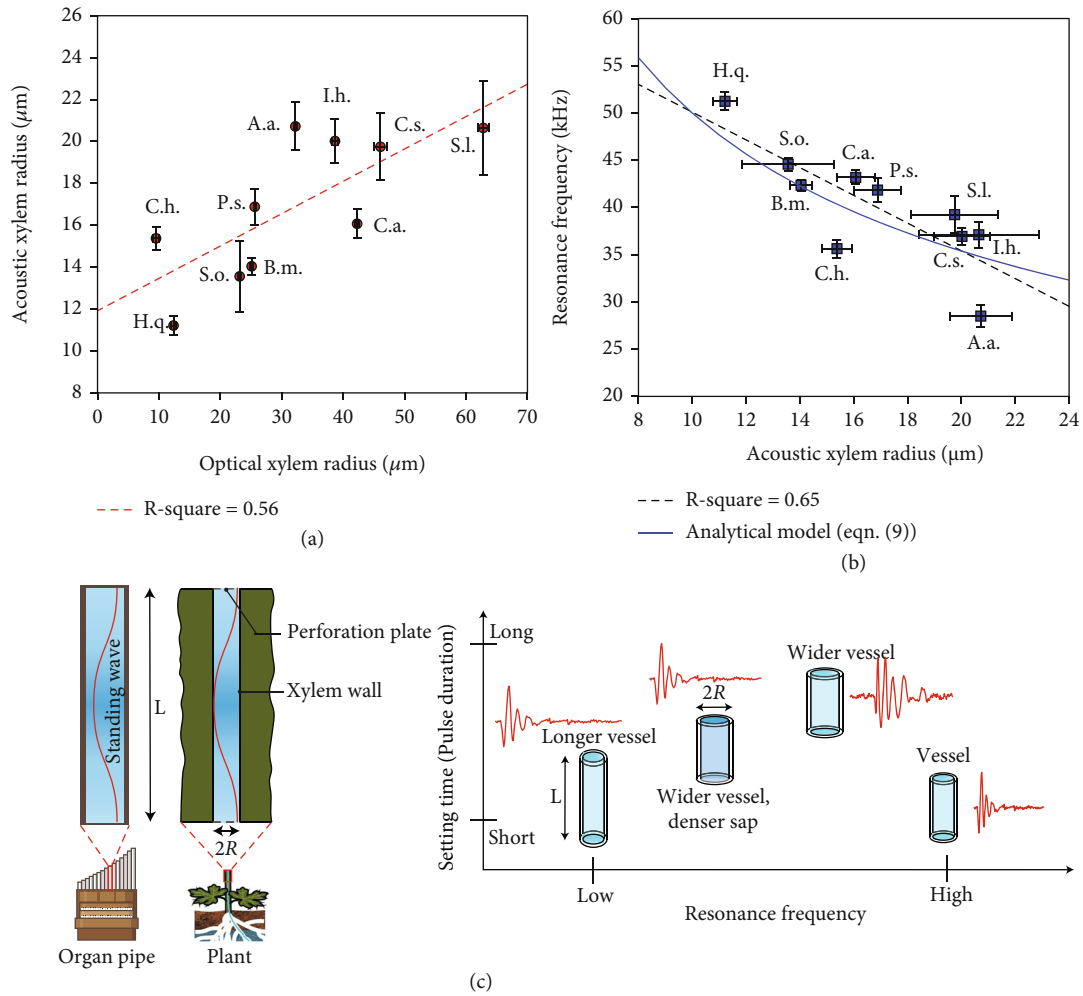 26
24
22
20
18
16
14
12
10
8
Acoustic xylem radius (μm)
A.a.
I.h.
C.s.
S.l.
C.h.
P.s.
C.a.
S.o.
B.m.
H.q.
0 10 20 30 40 50 60 70
Optical xylem radius (μm)
R-square = 0.56
(a)
60
55
50
45
40
35
30
25
20
Resonance frequency (kHz)
H.q.
S.o.
C.a.
P.s.
B.m.
S.l.
C.h.
C.s.
I.h.
A.a.
8 10 12 14 16 18 20 22 24
Acoustic xylem radius (μm)
R-square = 0.65
Analytical model (eqn. (9))
(b)
Standing wave
L
Perforation plate
Xylem wall
2R
Organ pipe
Plant
Setting time (Pulse duration)
Long
Short
Longer vessel
L
2R
Wider vessel,
denser sap
Wider vessel
Vessel
Low
High
Resonance frequency
(c)